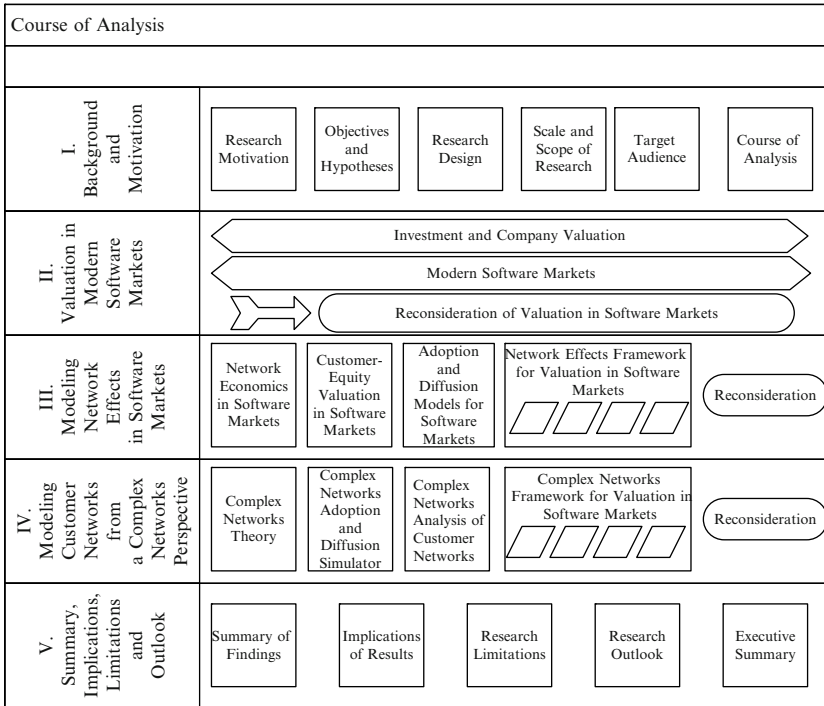 Course of Analysis
I.
Background
and
Motivation
Research
Motivation
Objectives
and
Hypotheses
Research
Design
Scale and
Scope of
Research
Target
Audience
Course of
Analysis
II.
Valuation in
Modern
Software
Markets
Investment and Company Valuation
Modern Software Markets
Reconsideration of Valuation in Software Markets
III.
Modeling
Network
Effects
in Software
Markets
Network
Economics
in Software
Markets
Customer-
Equity
Valuation
in Software
Markets
Adoption
and
Diffusion
Models for
Software
Markets
Network Effects Framework
for Valuation in Software
Markets
Reconsideration
IV.
Modeling
Customer
Networks from
a Complex
Networks
Perspective
Complex
Networks
Theory
Complex
Networks
Adoption
and
Diffusion
Simulator
Complex
Networks
Analysis of
Customer
Networks
Complex Networks
Framework for Valuation in
Software Markets
Reconsideration
V.
Summary,
Implications,
Limitations
and
Outlook
Summary of
Findings
Implications
of Results
Research
Limitations
Research
Outlook
Executive
Summary